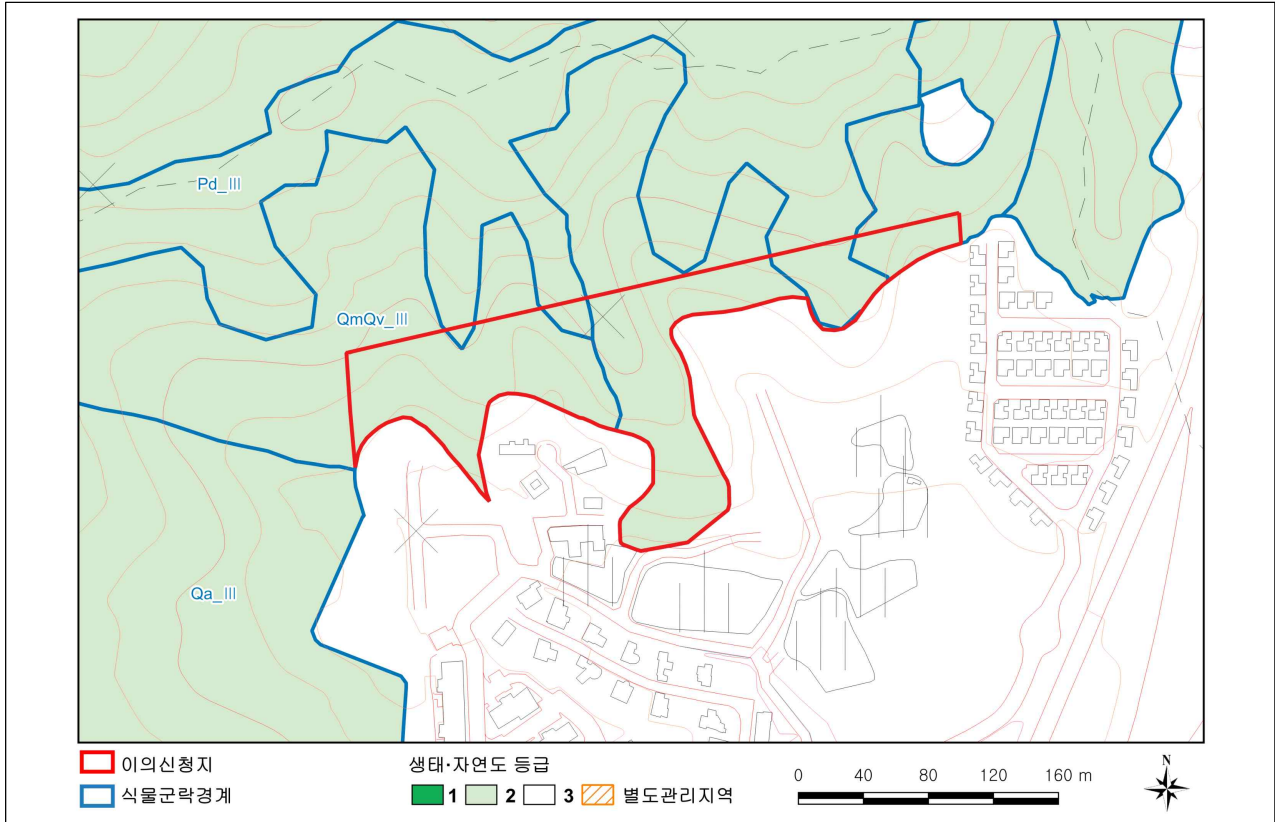 Pd_III
QmQv_III
Qa_III
이의신청지
식물군락경계
생태·자연도 등급
1 2 3 별도관리지역
0 40 80 120 160 m
N